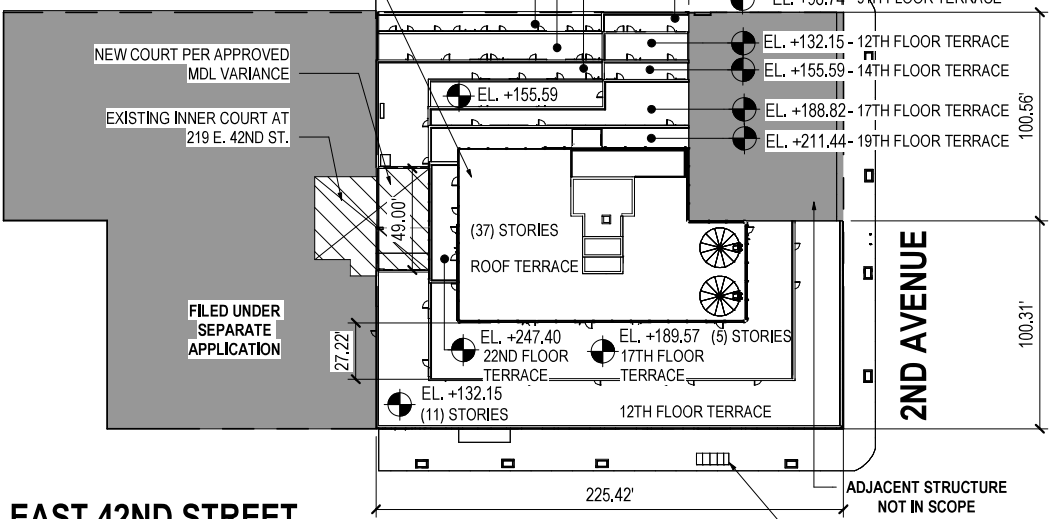 EL. +98.74 - 9TH FLOOR TERRACE
NEW COURT PER APPROVED
MDL VARIANCE
EL. +132.15 - 12TH FLOOR TERRACE
EL. +155.59 - 14TH FLOOR TERRACE
EL. +155.59
EL. +188.82 - 17TH FLOOR TERRACE
EXISTING INNER COURT AT
219 E. 42ND ST.
EL. +211.44 - 19TH FLOOR TERRACE
100.56'
49.00'
(37) STORIES
ROOF TERRACE
2ND AVENUE
FILED UNDER
SEPARATE
APPLICATION
27.22'
EL. +247.40
22ND FLOOR
TERRACE
EL. +189.57 (5) STORIES
17TH FLOOR
TERRACE
100.31'
EL. +132.15
(11) STORIES
12TH FLOOR TERRACE
225.42'
ADJACENT STRUCTURE
NOT IN SCOPE
EAST 42ND STREET